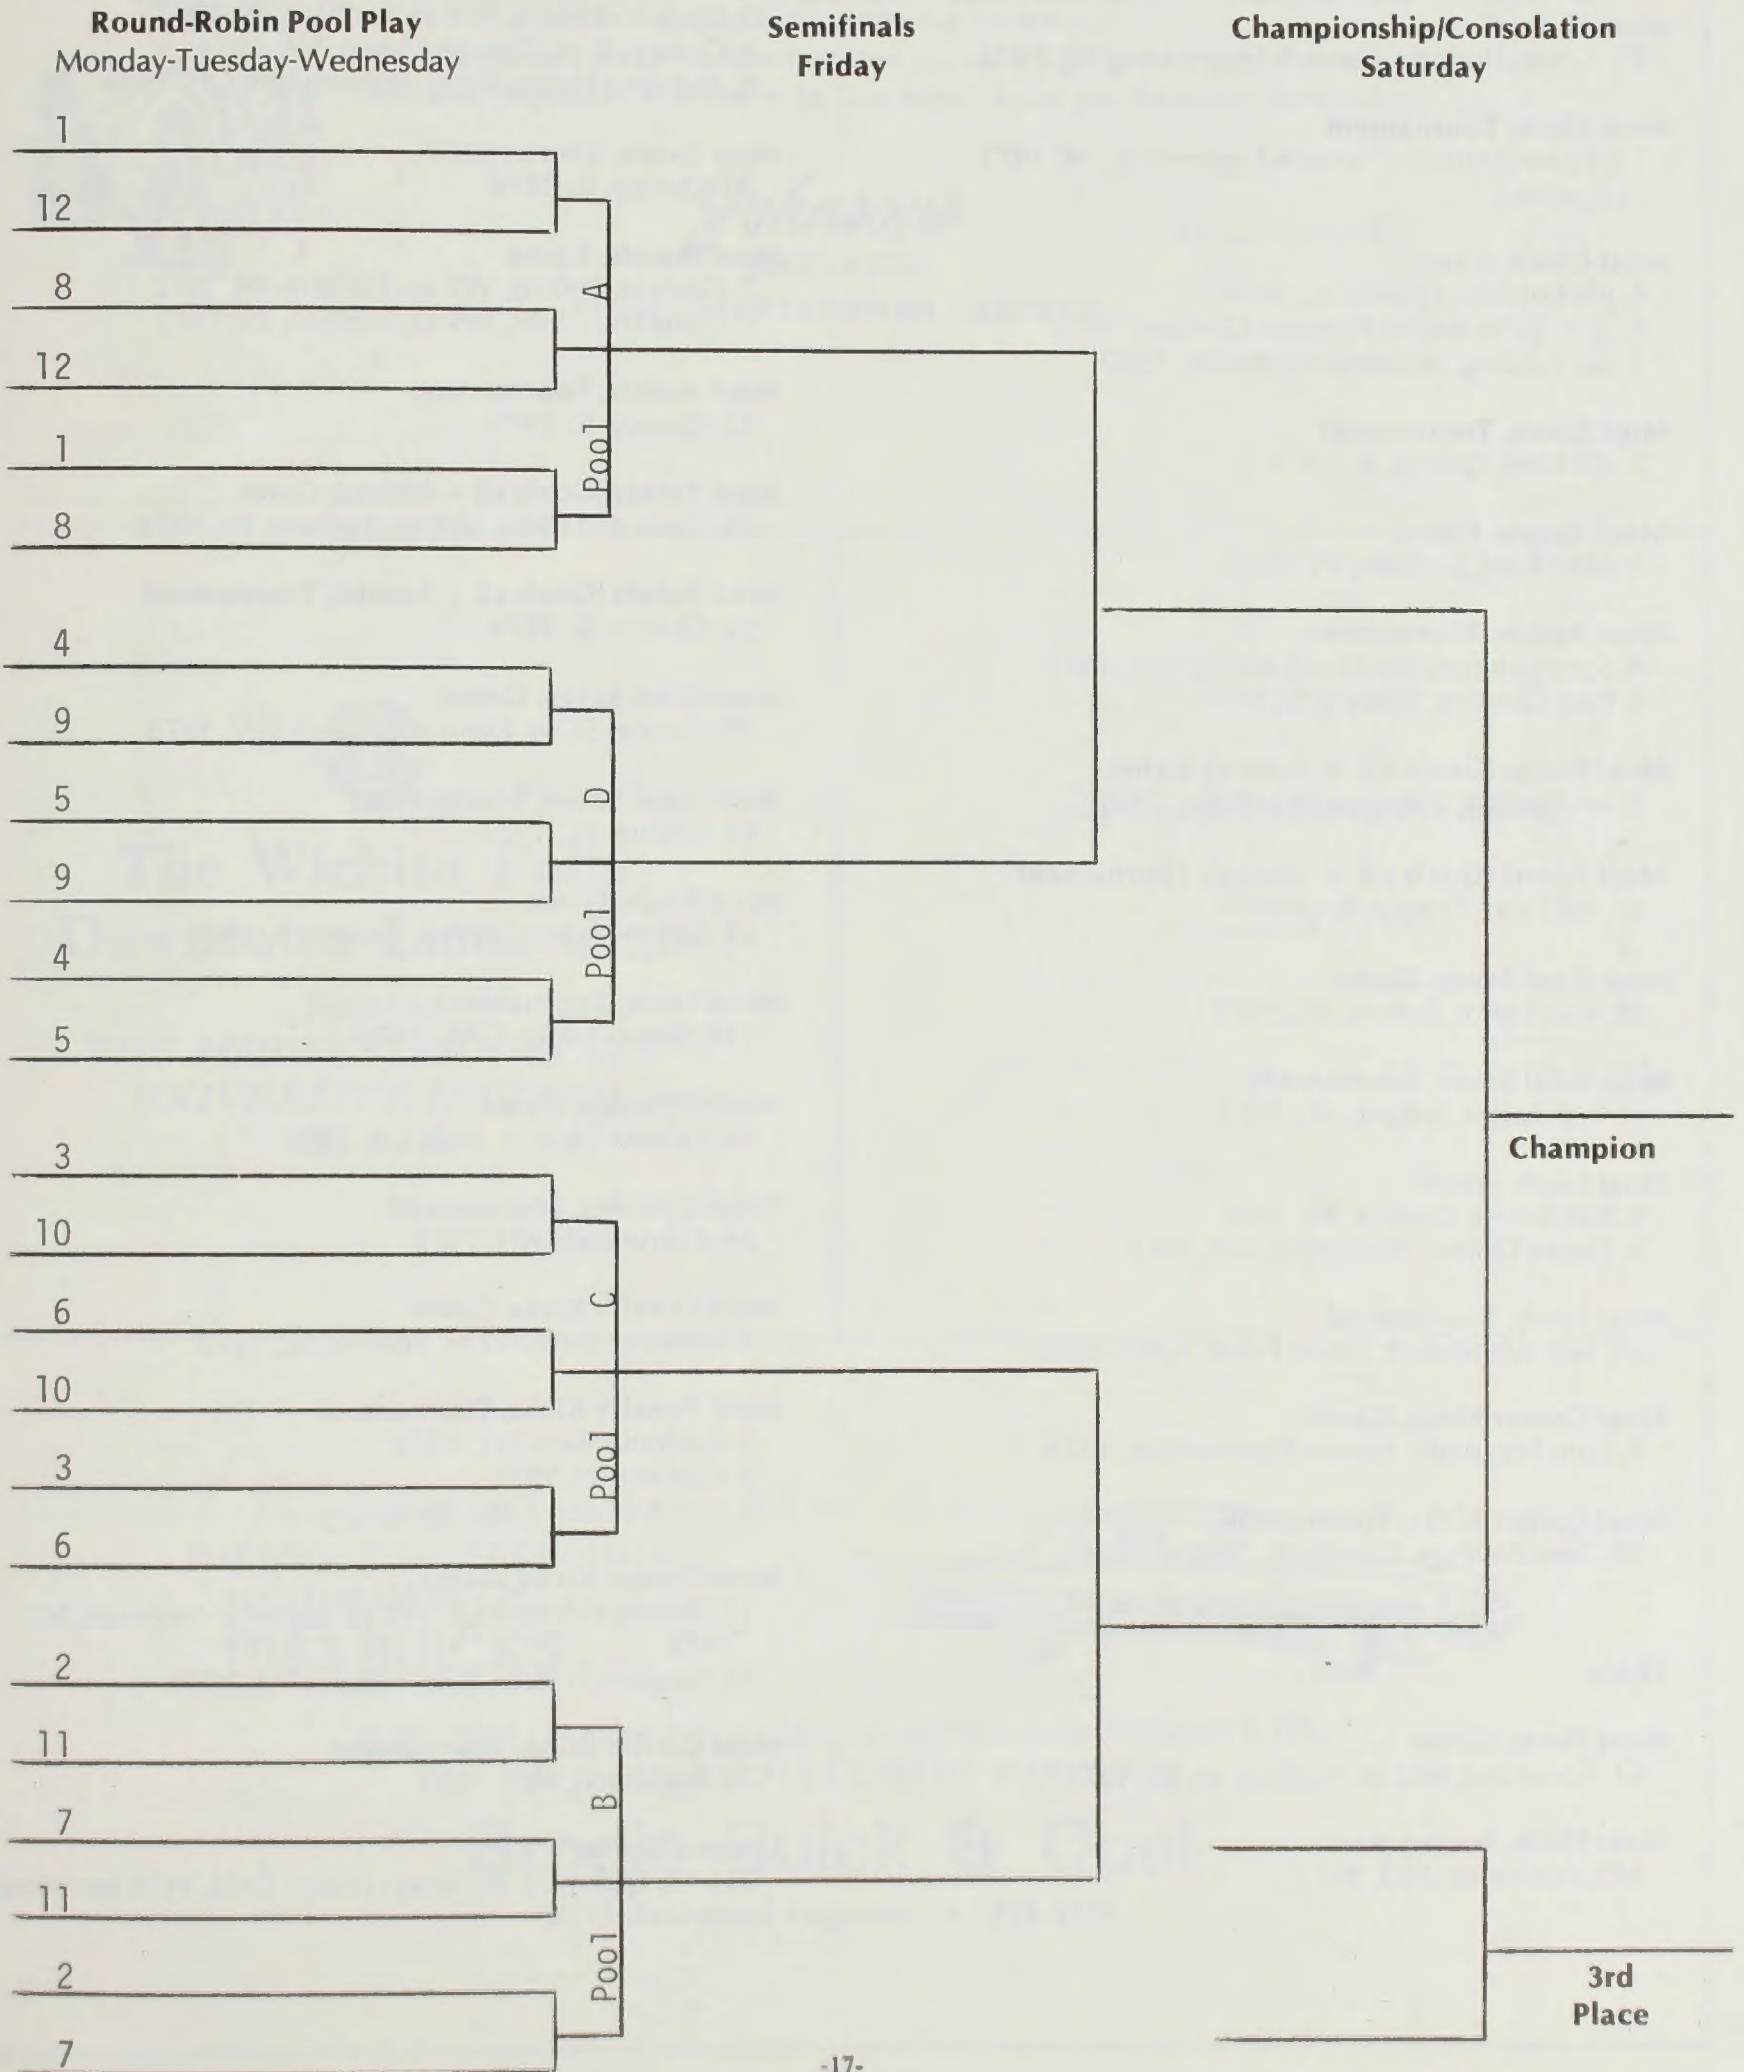 Round-Robin Pool Play
Monday-Tuesday-Wednesday
Semifinals
Friday
Championship/Consolation
Saturday
1
12
8
12
1
8
Pool A
4
9
5
9
4
5
Pool D
3
10
6
10
3
6
Pool C
2
11
7
11
2
7
Pool B
Champion
3rd
Place
-17-